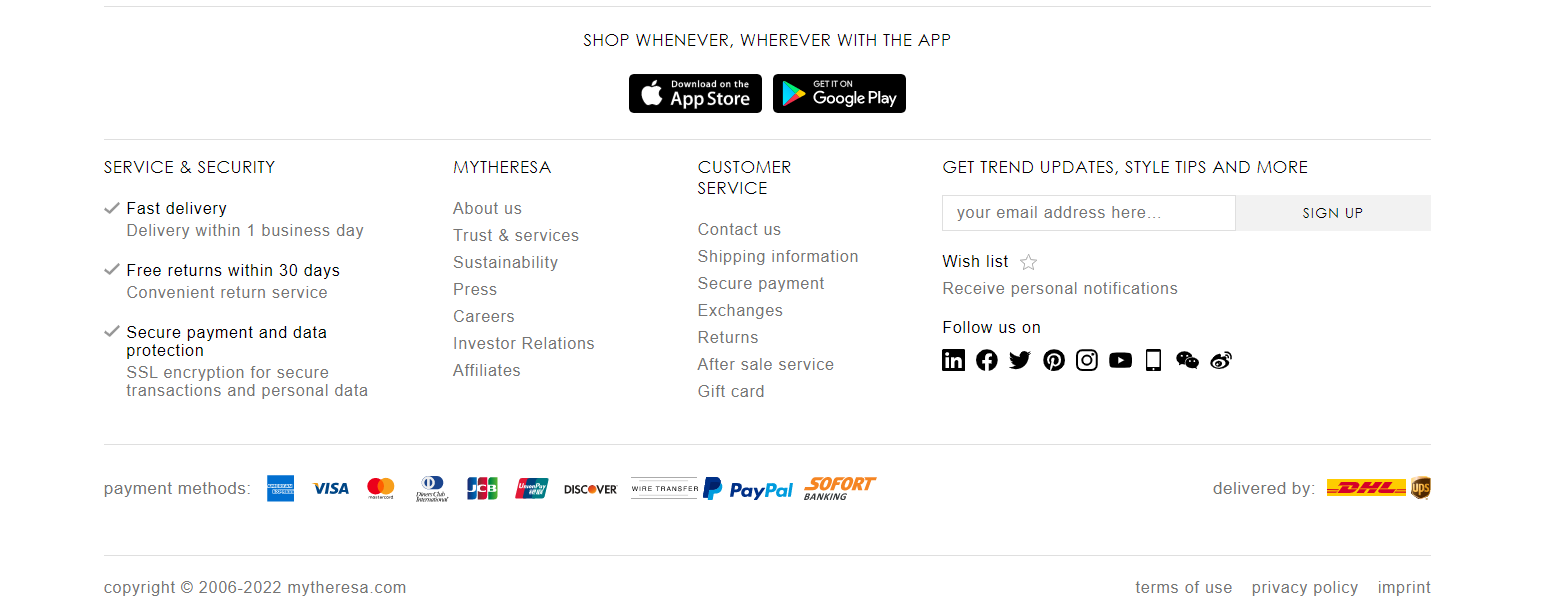 SHOP WHENEVER, WHEREVER WITH THE APP
Download on the
App Store
GET IT ON
Google Play
SERVICE & SECURITY
Fast delivery
Delivery within 1 business day
Free returns within 30 days
Convenient return service
Secure payment and data
protection
SSL encryption for secure
transactions and personal data
MYTHERESA
About us
Trust & services
Sustainability
Press
Careers
Investor Relations
Affiliates
CUSTOMER
SERVICE
Contact us
Shipping information
Secure payment
Exchanges
Returns
After sale service
Gift card
GET TREND UPDATES, STYLE TIPS AND MORE
your email address here...
SIGN UP
Wish list
Receive personal notifications
Follow us on
in
payment methods:
AMERICAN
EXPRESS
VISA
mastercard
Diners Club
International
JCB
UnionPay
银联
DISCOVER
WIRE TRANSFER
PayPal
SOFORT
BANKING
delivered by:
DHL
ups
copyright © 2006-2022 mytheresa.com
terms of use
privacy policy
imprint